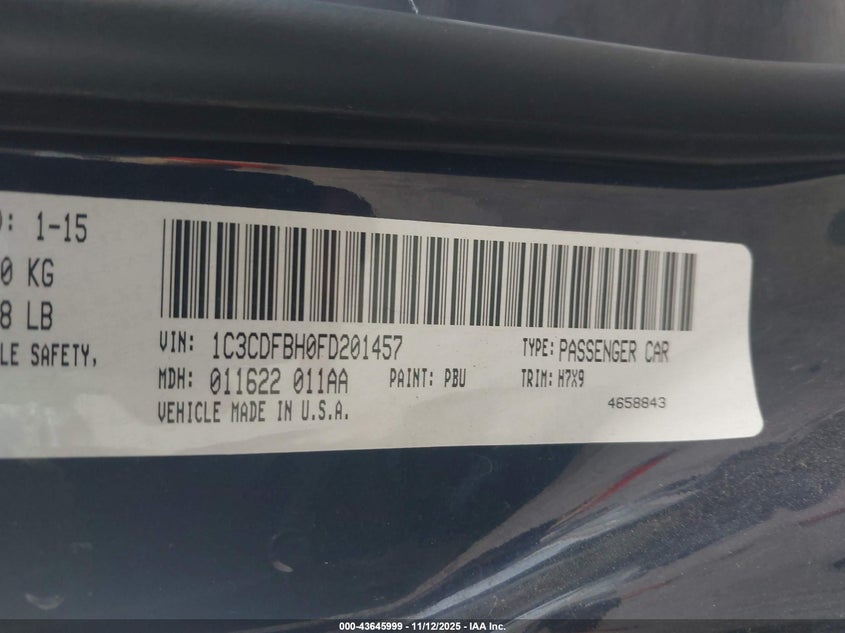 ): 1-15
0 KG
8 LB
LE SAFETY,
VIN: 1C3CDFBH0FD201457
TYPE: PASSENGER CAR
MDH: 011622 011AA
PAINT: PBU
TRIM: H7X9
VEHICLE MADE IN U.S.A.
4658843
000-43645999 - 11/12/2025 - IAA Inc.